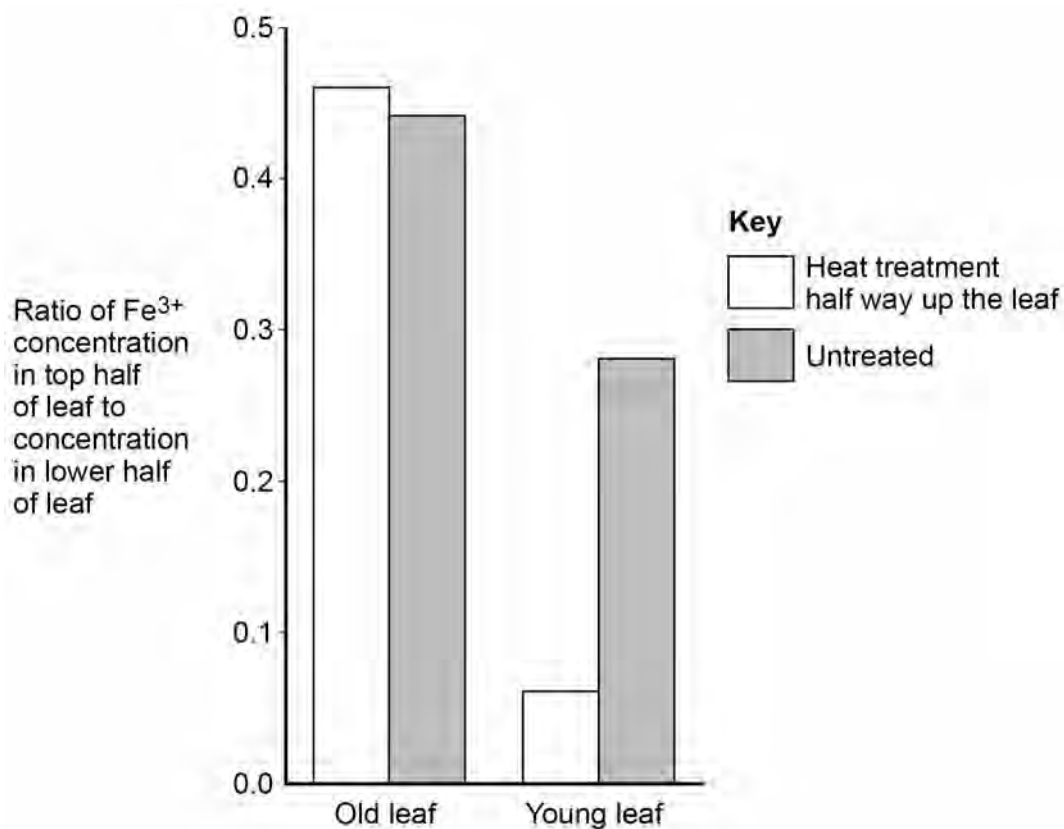 0.5
0.4
0.3
0.2
0.1
0.0
Ratio of Fe3+
concentration
in top half
of leaf to
concentration
in lower half
of leaf
Old leaf
Young leaf
Key
Heat treatment
half way up the leaf
Untreated